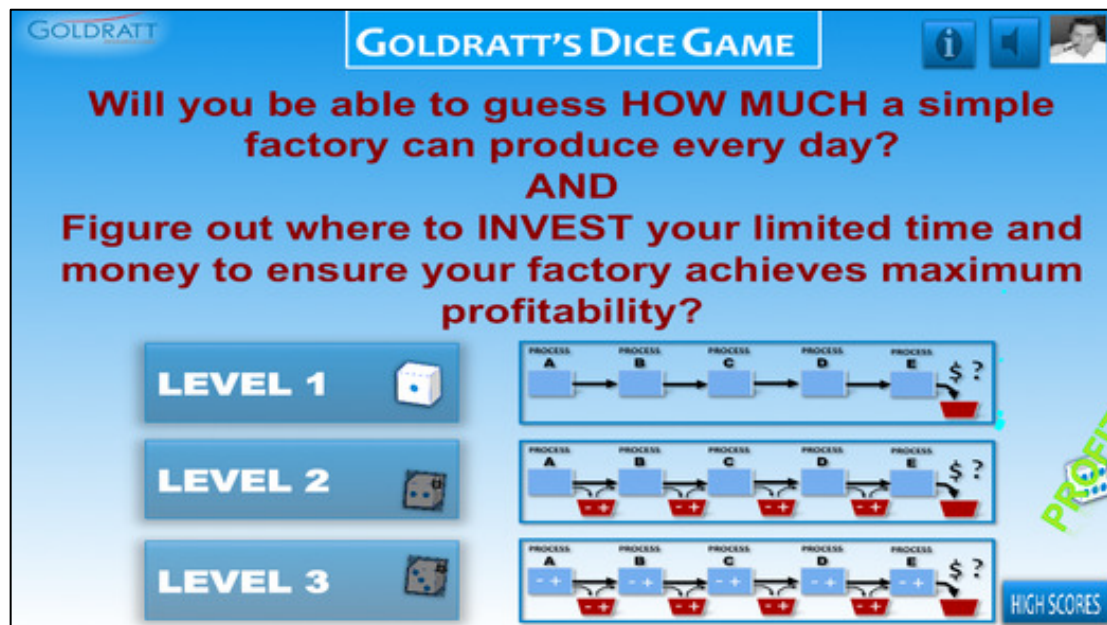 GOLDRATT
GOLDRATT'S DICE GAME
Will you be able to guess HOW MUCH a simple
factory can produce every day?
AND
Figure out where to INVEST your limited time and
money to ensure your factory achieves maximum
profitability?
LEVEL 1
PROCESS PROCESS PROCESS PROCESS PROCESS
A B C D E
$ ?
LEVEL 2
PROCESS PROCESS PROCESS PROCESS PROCESS
A B C D E
$ ?
- + - + - + - +
LEVEL 3
PROCESS PROCESS PROCESS PROCESS PROCESS
A B C D E
- + - + - + - + - + $ ?
- + - + - + - +
PROFIT
HIGH SCORES